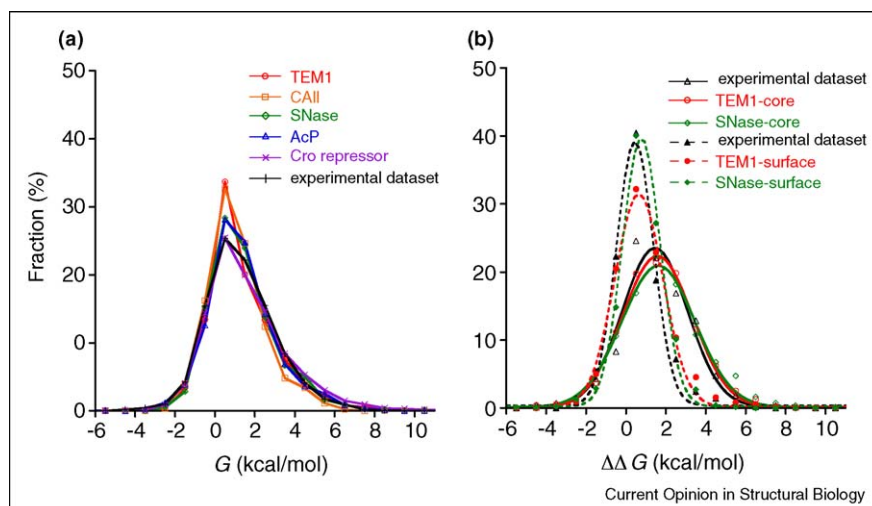 (a)
50
40
30
20
0
0
Fraction (%)
-6 -4 -2 0 2 4 6 8 10
G (kcal/mol)
TEM1
CAII
SNase
AcP
Cro repressor
experimental dataset
(b)
50
40
30
20
10
0
-6 -4 -2 0 2 4 6 8 10
ΔΔ G (kcal/mol)
experimental dataset
TEM1-core
SNase-core
experimental dataset
TEM1-surface
SNase-surface
Current Opinion in Structural Biology